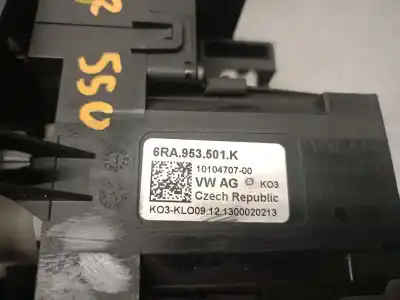 550
6RA.953.501.K
10104707-00
VW AG KO3
Czech Republic
KO3-KLO09.12.1300020213